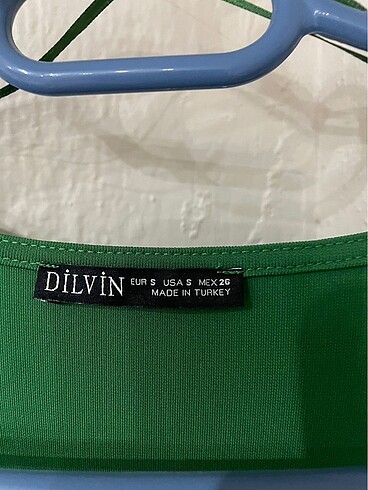 DİLVİN EUR S USA S MEX 26
MADE IN TURKEY